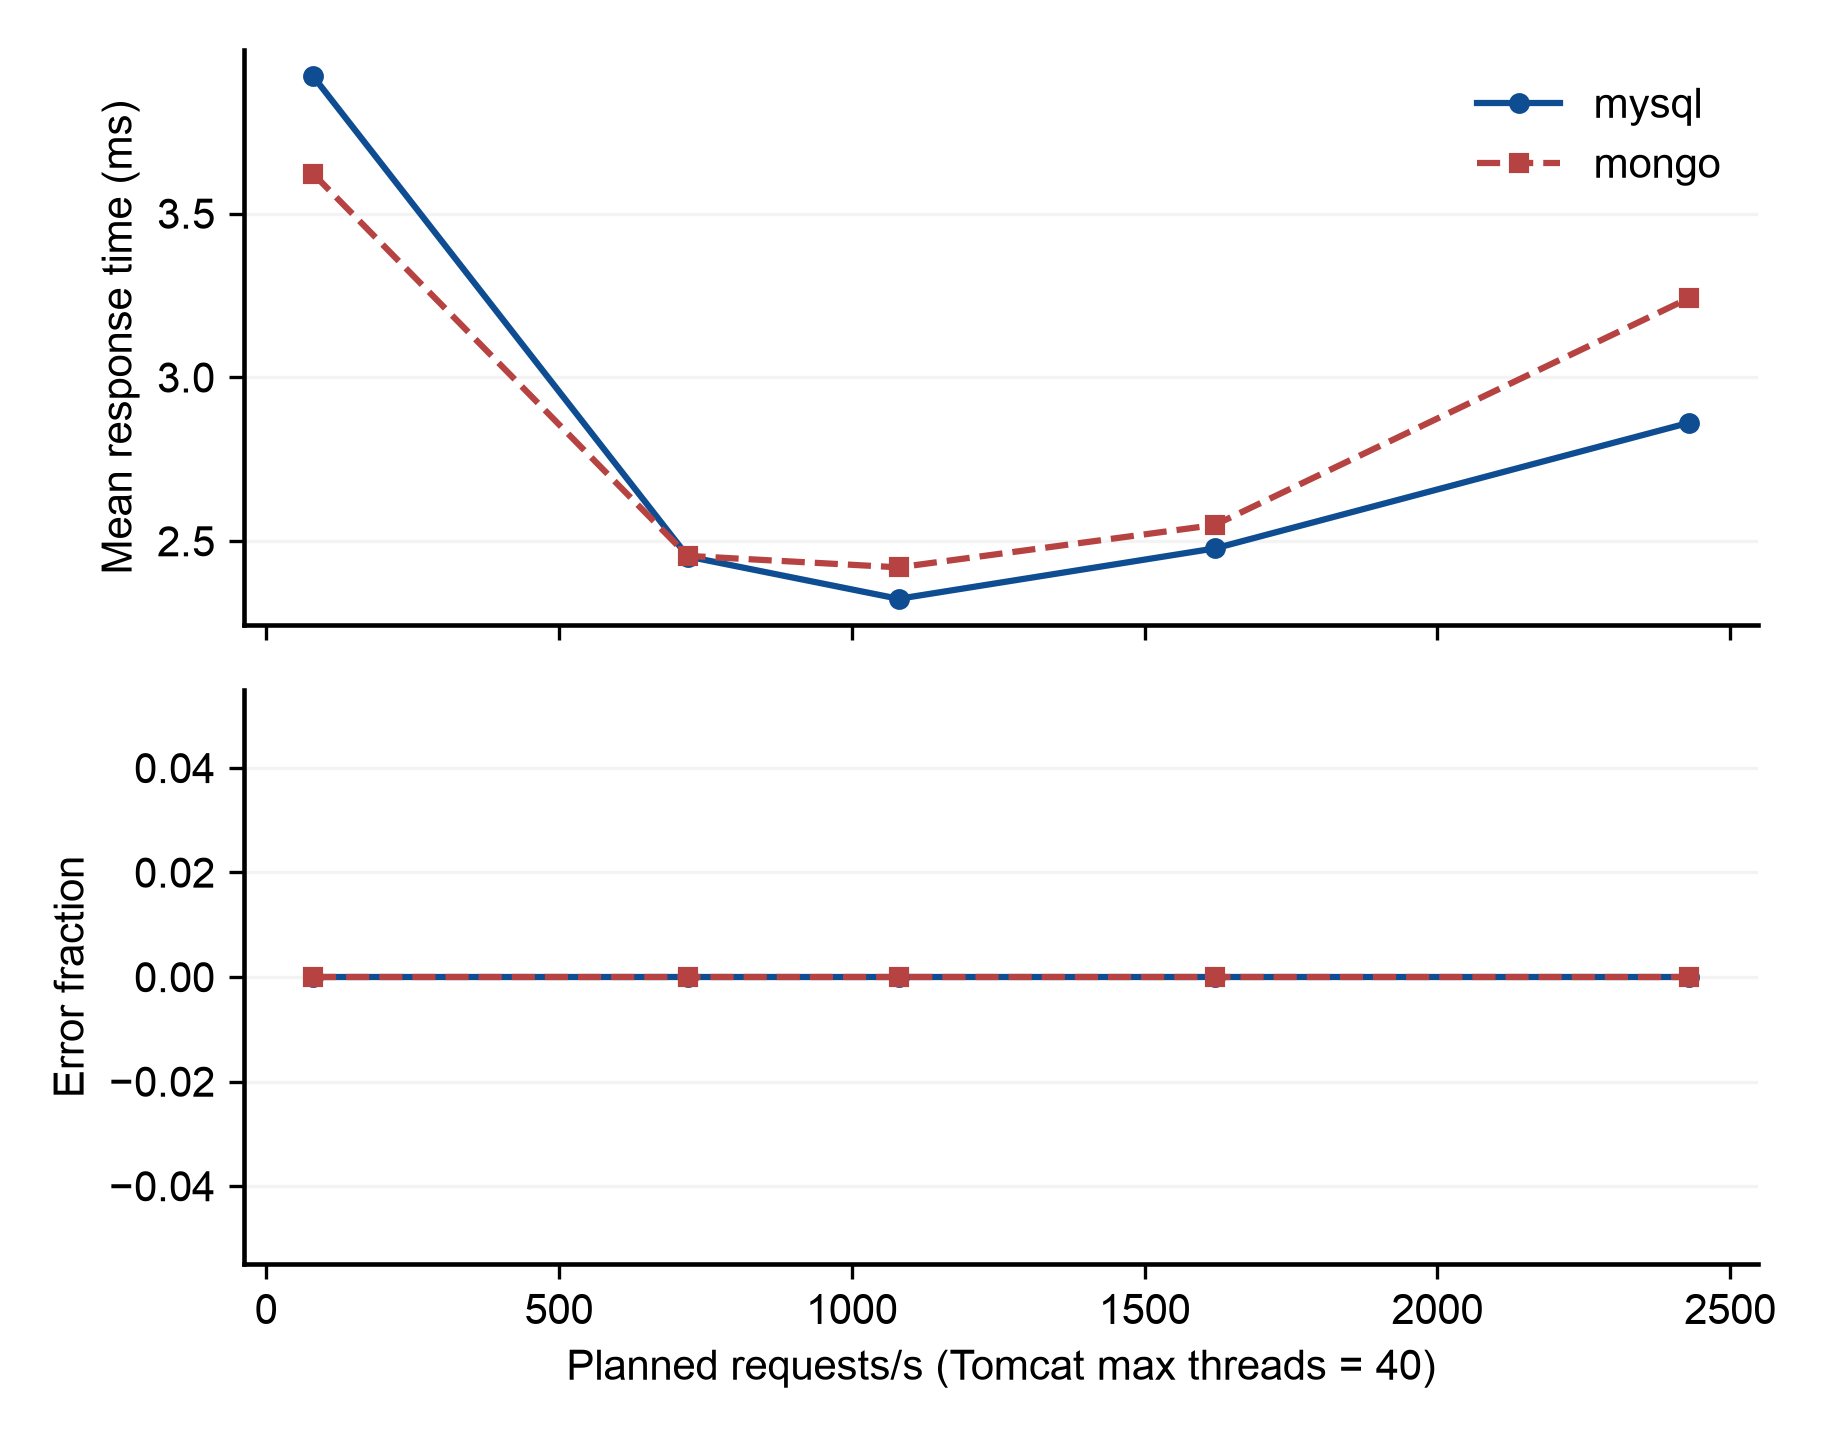 mysql
mongo
Mean response time (ms)
3.5
3.0
2.5
Error fraction
0.04
0.02
0.00
−0.02
−0.04
0 500 1000 1500 2000 2500
Planned requests/s (Tomcat max threads = 40)